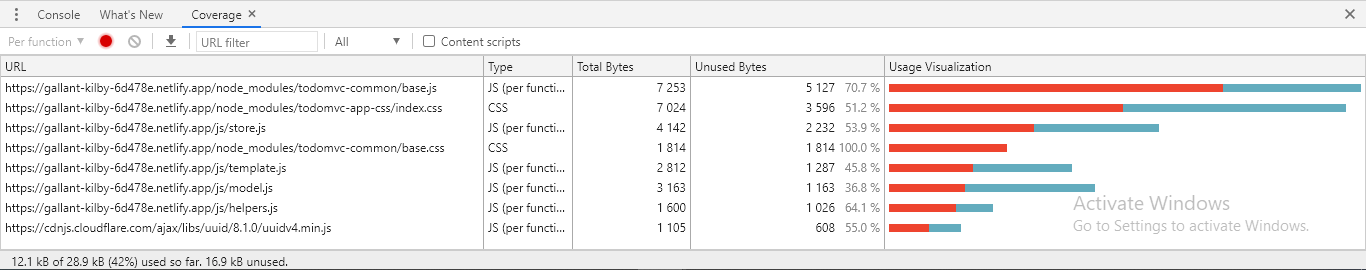 Console What's New Coverage ×
Per function ▼ URL filter All ▼ Content scripts
URL Type Total Bytes Unused Bytes Usage Visualization
https://gallant-kilby-6d478e.netlify.app/node_modules/todomvc-common/base.js JS (per functi... 7 253 5 127 70.7 %
https://gallant-kilby-6d478e.netlify.app/node_modules/todomvc-app-css/index.css CSS 7 024 3 596 51.2 %
https://gallant-kilby-6d478e.netlify.app/js/store.js JS (per functi... 4 142 2 232 53.9 %
https://gallant-kilby-6d478e.netlify.app/node_modules/todomvc-common/base.css CSS 1 814 1 814 100.0 %
https://gallant-kilby-6d478e.netlify.app/js/template.js JS (per functi... 2 812 1 287 45.8 %
https://gallant-kilby-6d478e.netlify.app/js/model.js JS (per functi... 3 163 1 163 36.8 %
https://gallant-kilby-6d478e.netlify.app/js/helpers.js JS (per functi... 1 600 1 026 64.1 %
https://cdnjs.cloudflare.com/ajax/libs/uuid/8.1.0/uuidv4.min.js JS (per functi... 1 105 608 55.0 %
Activate Windows
Go to Settings to activate Windows.
12.1 kB of 28.9 kB (42%) used so far. 16.9 kB unused.